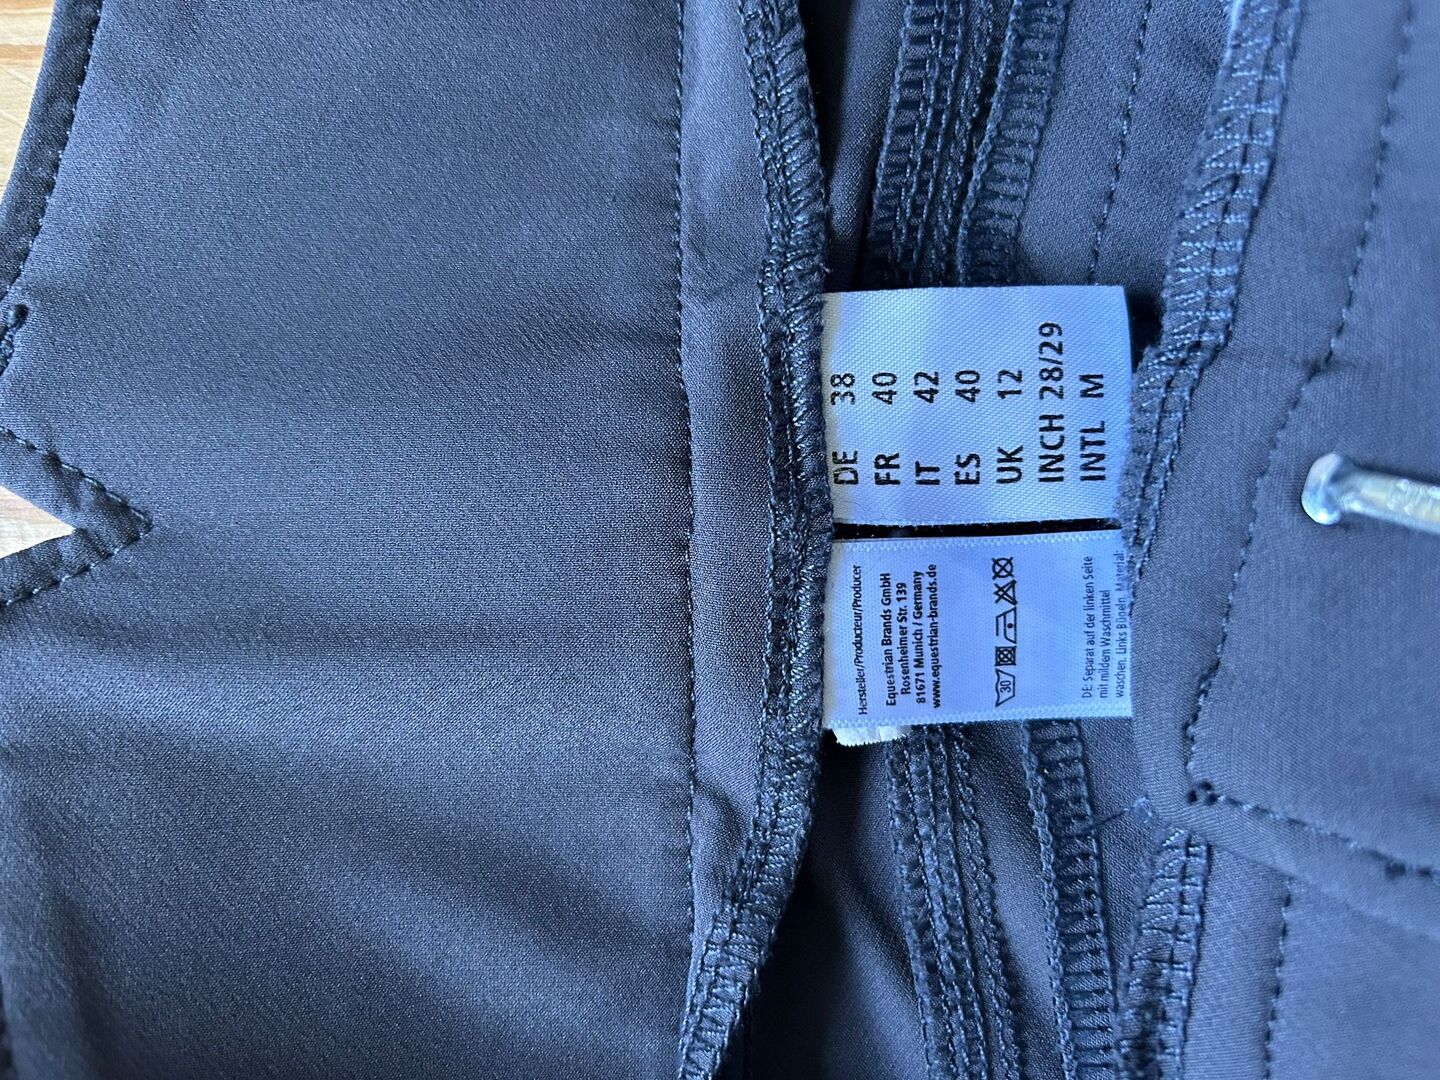 DE 38
FR 40
IT 42
ES 40
UK 12
INCH 28/29
INTL M
Hersteller/Producteur/Producer
Equestrian Brands GmbH
Rosenheimer Str. 139
81671 Munich / Germany
www.equestrian-brands.de
30
DE: Separat auf der linken Seite
mit mildem Waschmittel
waschen. Links Bügeln. Material: